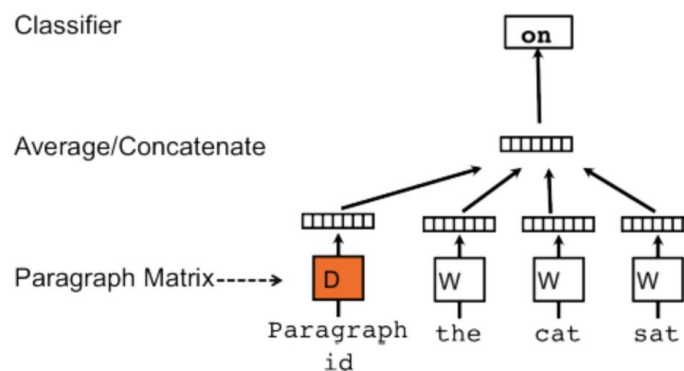 Classifier
on
Average/Concatenate
Paragraph Matrix
D
W
W
W
Paragraph
id
the
cat
sat